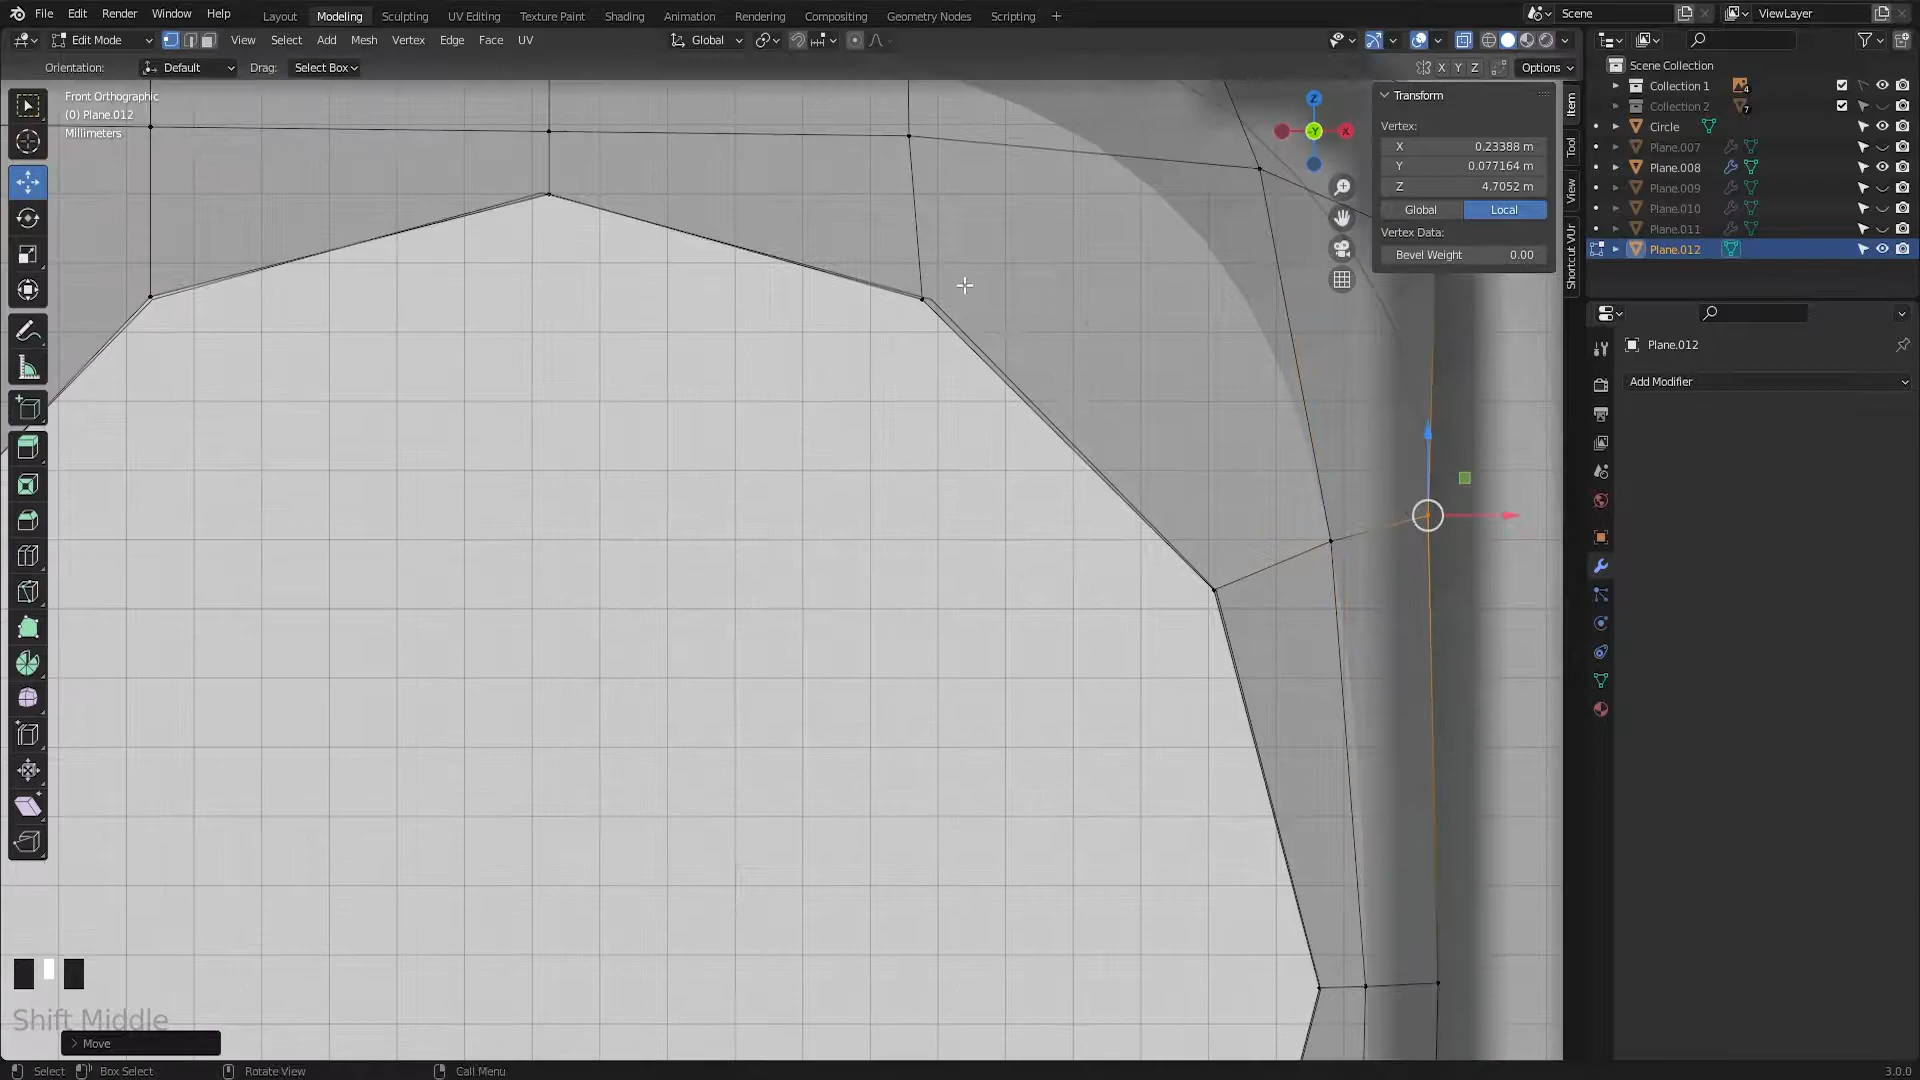 File Edit Render Window Help Layout Modeling Sculpting UV Editing Texture Paint Shading Animation Rendering Compositing Geometry Nodes Scripting + Scene ViewLayer
Edit Mode View Select Add Mesh Vertex Edge Face UV Global
Orientation: Default Drag: Select Box X Y Z Options
Front Orthographic
(0) Plane.012
Millimeters
Z
Y
X
Transform
Vertex:
X 0.23388 m
Y 0.077164 m
Z 4.7052 m
Global Local
Vertex Data:
Bevel Weight 0.00
Item
Tool
View
Shortcut VUr
Scene Collection
Collection 1 4
Collection 2 7
Circle
Plane.007
Plane.008
Plane.009
Plane.010
Plane.011
Plane.012
Plane.012
Add Modifier
Shift Middle
Move
Select Box Select Rotate View Call Menu 3.0.0